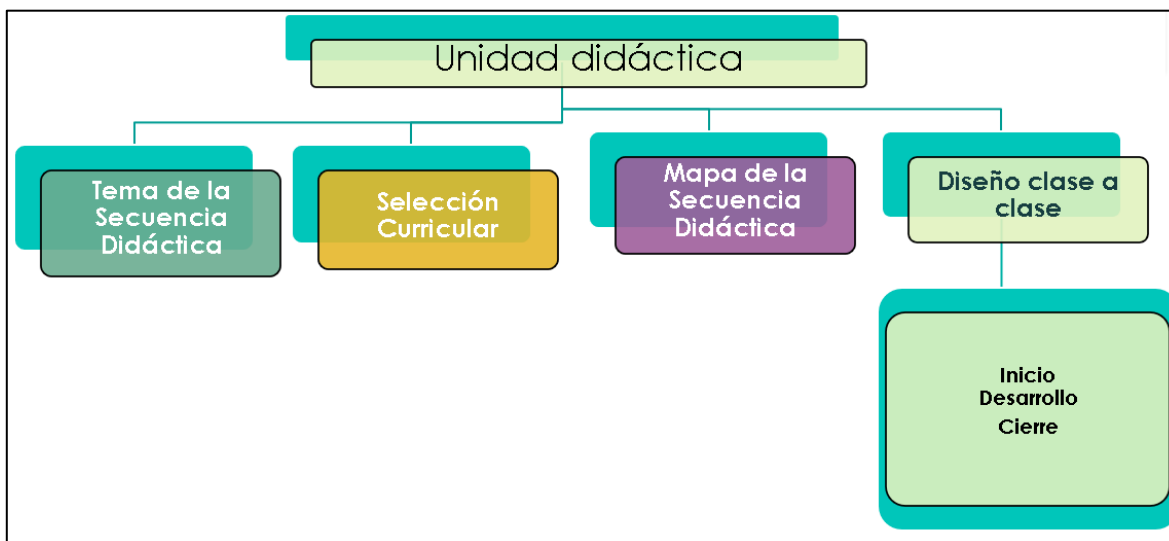 Unidad didáctica
Tema de la
Secuencia
Didáctica
Selección
Curricular
Mapa de la
Secuencia
Didáctica
Diseño clase a
clase
Inicio
Desarrollo
Cierre